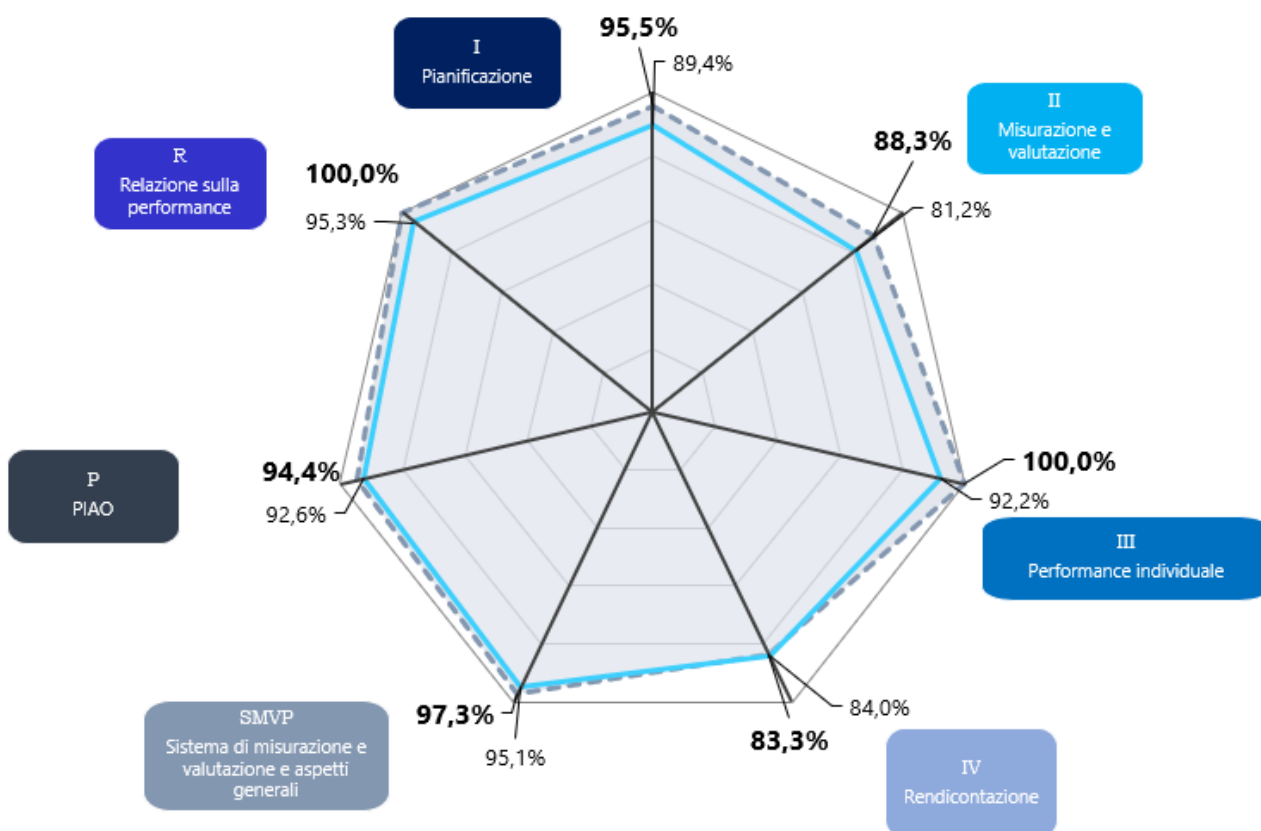 95,5%
89,4%
I
Pianificazione
II
Misurazione e
valutazione
88,3%
81,2%
R
Relazione sulla
performance
100,0%
95,3%
100,0%
92,2%
III
Performance individuale
P
PIAO
94,4%
92,6%
SMVP
Sistema di misurazione e
valutazione e aspetti
generali
97,3%
95,1%
84,0%
83,3%
IV
Rendicontazione